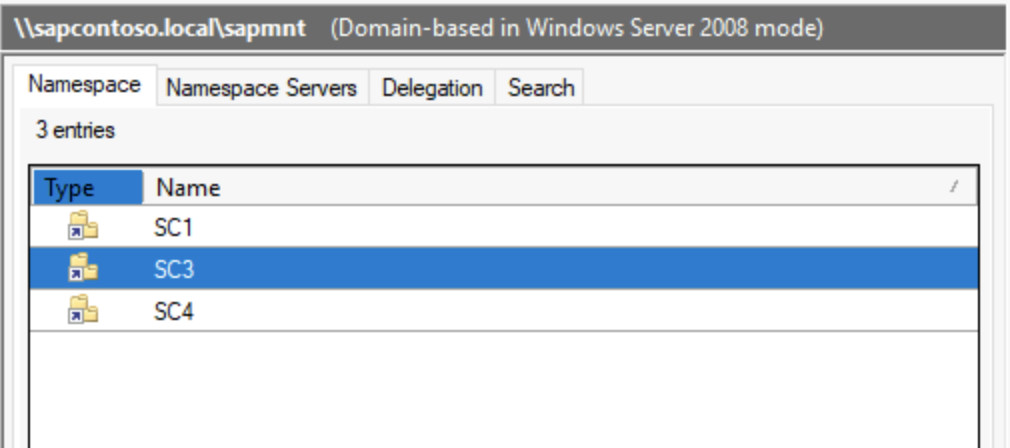 \\sapcontoso.local\sapmnt (Domain-based in Windows Server 2008 mode)
Namespace Namespace Servers Delegation Search
3 entries
Type Name
SC1
SC3
SC4